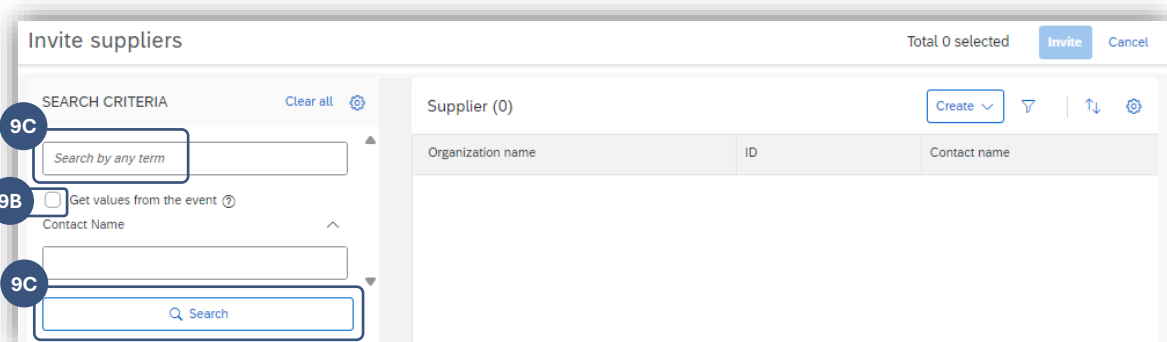 Invite suppliers
Total 0 selected
Invite
Cancel
SEARCH CRITERIA
Clear all
9C
Search by any term
9B
Get values from the event ?
Contact Name
9C
Search
Supplier (0)
Create
Organization name
ID
Contact name